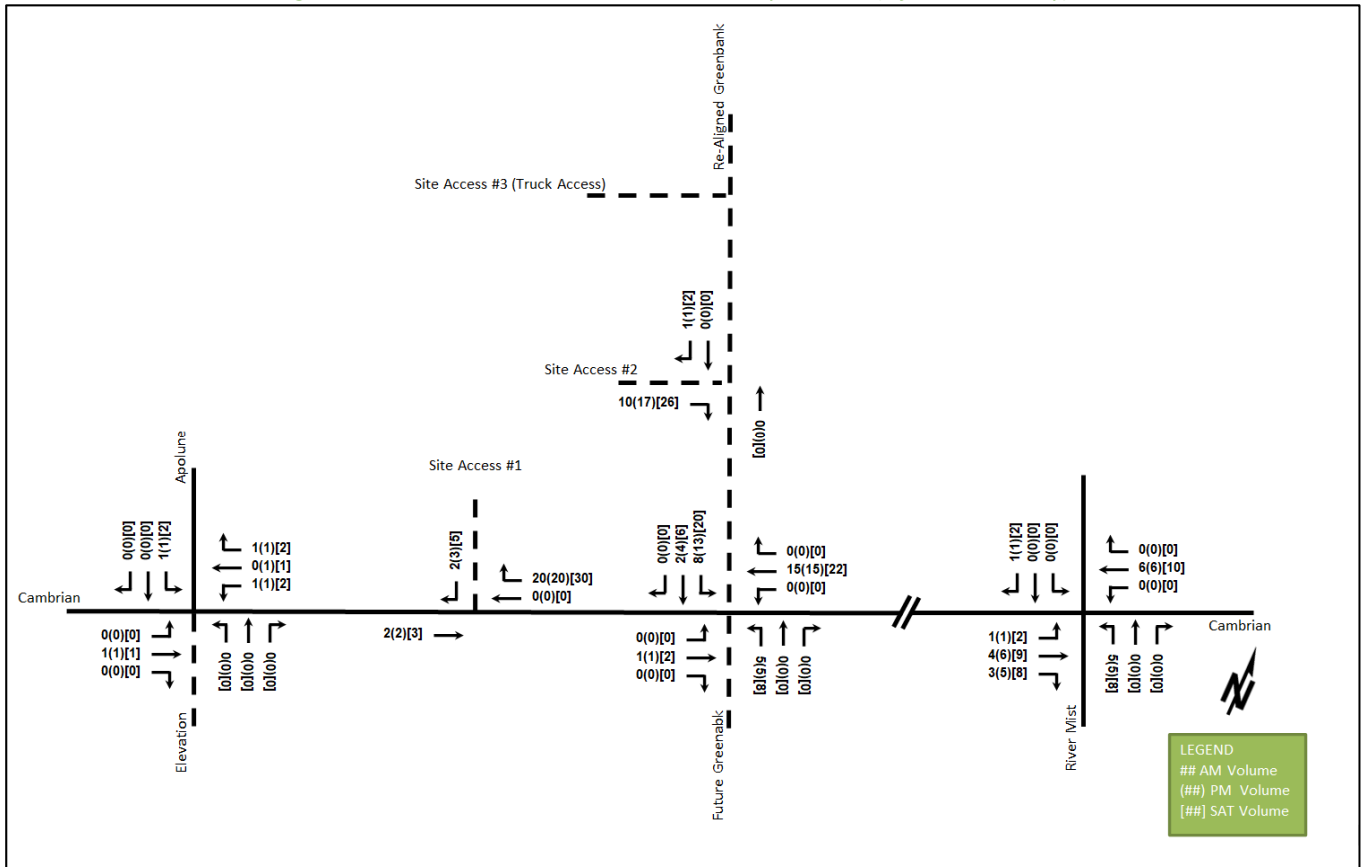 Re-Aligned Greenbank
Site Access #3 (Truck Access)
1(1)[2]
0(0)[0]
Site Access #2
10(17)[26]
0(0)[0]
Apolune
Site Access #1
0(0)[0]
0(0)[0]
1(1)[2]
1(1)[2]
0(1)[1]
1(1)[2]
2(3)[5]
20(20)[30]
0(0)[0]
0(0)[0]
2(4)[6]
8(13)[20]
0(0)[0]
15(15)[22]
0(0)[0]
1(1)[2]
0(0)[0]
0(0)[0]
0(0)[0]
6(6)[10]
0(0)[0]
Cambrian
Cambrian
0(0)[0]
1(1)[1]
0(0)[0]
0(0)[0]
0(0)[0]
0(0)[0]
2(2)[3]
0(0)[0]
1(1)[2]
0(0)[0]
5(5)[8]
0(0)[0]
0(0)[0]
1(1)[2]
4(6)[9]
3(5)[8]
5(5)[8]
0(0)[0]
0(0)[0]
Elevation
Future Greenabk
River Mist
N
LEGEND
## AM Volume
(##) PM Volume
[##] SAT Volume